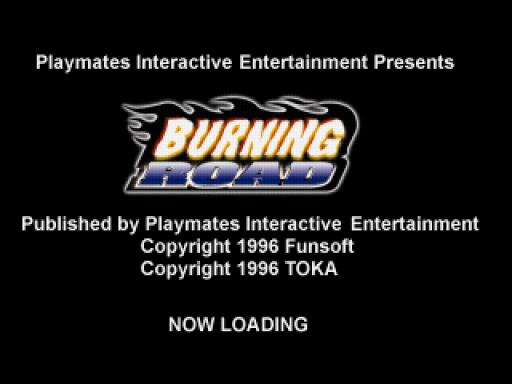 Playmates Interactive Entertainment Presents
BURNING
ROAD
Published by Playmates Interactive Entertainment
Copyright 1996 Funsoft
Copyright 1996 TOKA
NOW LOADING